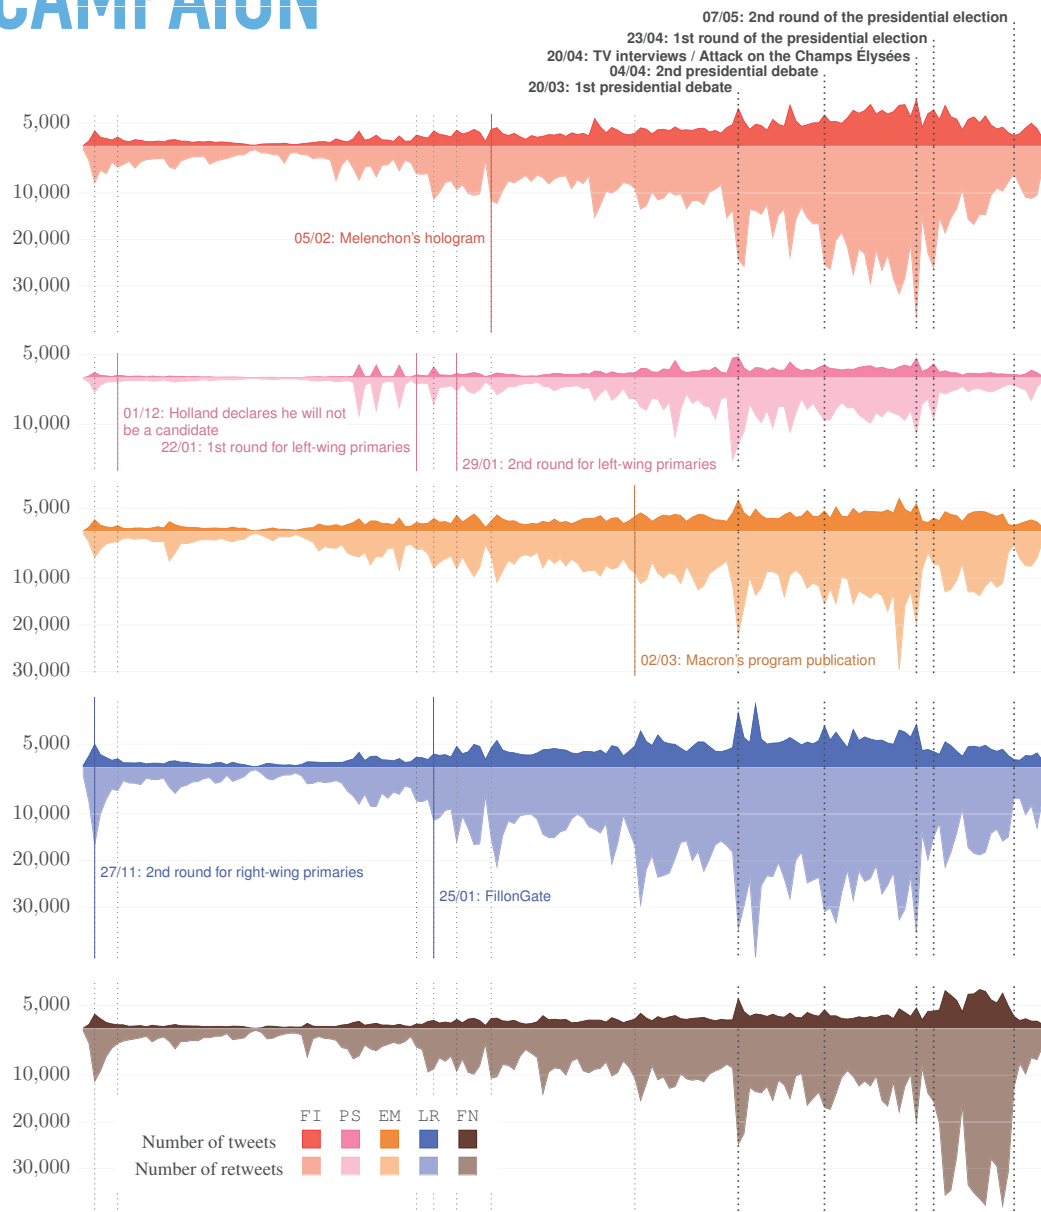 CAMPAIGN
07/05: 2nd round of the presidential election
23/04: 1st round of the presidential election
20/04: TV interviews / Attack on the Champs Élysées
04/04: 2nd presidential debate
20/03: 1st presidential debate
5,000
10,000
20,000
05/02: Melenchon's hologram
30,000
5,000
10,000
01/12: Holland declares he will not
be a candidate
22/01: 1st round for left-wing primaries
29/01: 2nd round for left-wing primaries
5,000
10,000
20,000
30,000
02/03: Macron's program publication
5,000
10,000
20,000
27/11: 2nd round for right-wing primaries
25/01: FillonGate
30,000
5,000
10,000
20,000
30,000
FI PS EM LR FN
Number of tweets
Number of retweets